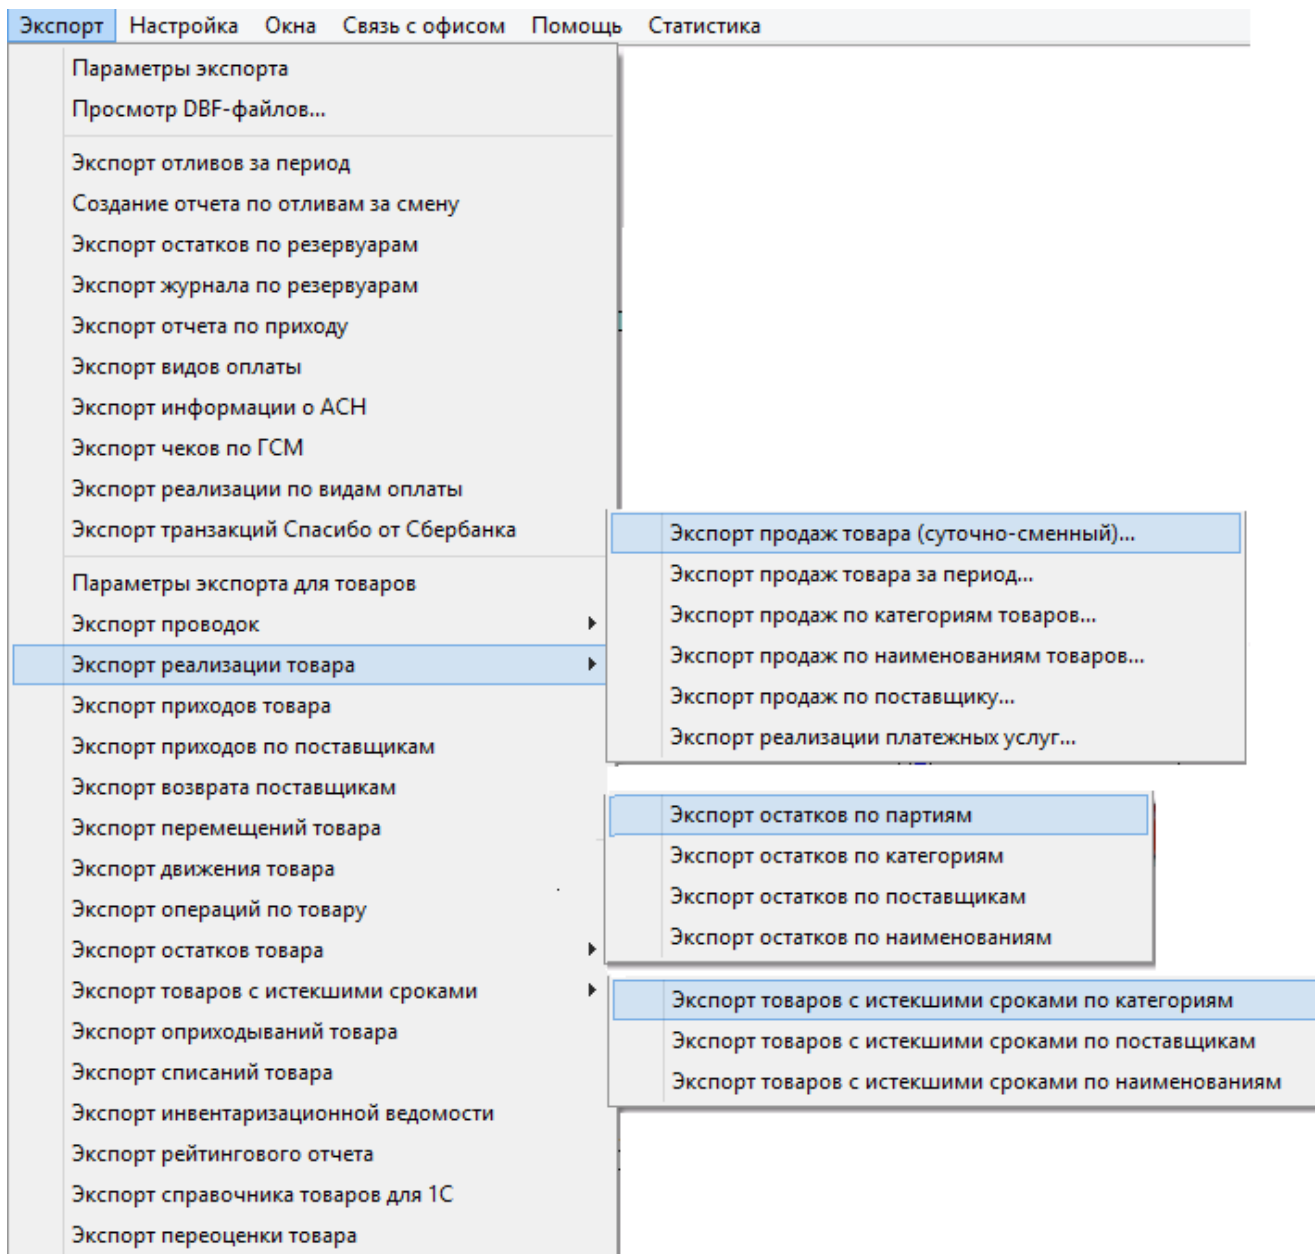 Экспорт Настройка Окна Связь с офисом Помощь Статистика
Параметры экспорта
Просмотр DBF-файлов...
Экспорт отливов за период
Создание отчета по отливам за смену
Экспорт остатков по резервуарам
Экспорт журнала по резервуарам
Экспорт отчета по приходу
Экспорт видов оплаты
Экспорт информации о АСН
Экспорт чеков по ГСМ
Экспорт реализации по видам оплаты
Экспорт транзакций Спасибо от Сбербанка
Параметры экспорта для товаров
Экспорт проводок
Экспорт реализации товара
Экспорт приходов товара
Экспорт приходов по поставщикам
Экспорт возврата поставщикам
Экспорт перемещений товара
Экспорт движения товара
Экспорт операций по товару
Экспорт остатков товара
Экспорт товаров с истекшими сроками
Экспорт оприходываний товара
Экспорт списаний товара
Экспорт инвентаризационной ведомости
Экспорт рейтингового отчета
Экспорт справочника товаров для 1С
Экспорт переоценки товара
Экспорт продаж товара (суточно-сменный)...
Экспорт продаж товара за период...
Экспорт продаж по категориям товаров...
Экспорт продаж по наименованиям товаров...
Экспорт продаж по поставщику...
Экспорт реализации платежных услуг...
Экспорт остатков по партиям
Экспорт остатков по категориям
Экспорт остатков по поставщикам
Экспорт остатков по наименованиям
Экспорт товаров с истекшими сроками по категориям
Экспорт товаров с истекшими сроками по поставщикам
Экспорт товаров с истекшими сроками по наименованиям